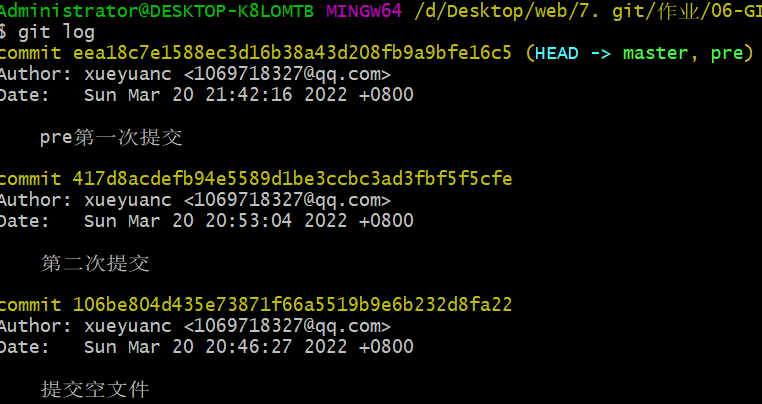 Administrator@DESKTOP-K8LOMTB MINGW64 /d/Desktop/web/7. git/作业/06-GI
$ git log
commit eea18c7e1588ec3d16b38a43d208fb9a9bfe16c5 (HEAD -> master, pre)
Author: xueyuanc <1069718327@qq.com>
Date:   Sun Mar 20 21:42:16 2022 +0800
pre第一次提交
commit 417d8acdefb94e5589d1be3ccbc3ad3fbf5f5cfe
Author: xueyuanc <1069718327@qq.com>
Date:   Sun Mar 20 20:53:04 2022 +0800
第二次提交
commit 106be804d435e73871f66a5519b9e6b232d8fa22
Author: xueyuanc <1069718327@qq.com>
Date:   Sun Mar 20 20:46:27 2022 +0800
提交空文件